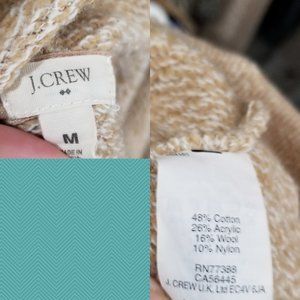 J.CREW
M
MADE IN
48% Cotton
26% Acrylic
16% Wool
10% Nylon
RN77388
CA56445
J. CREW U.K. Ltd EC4V 6JA